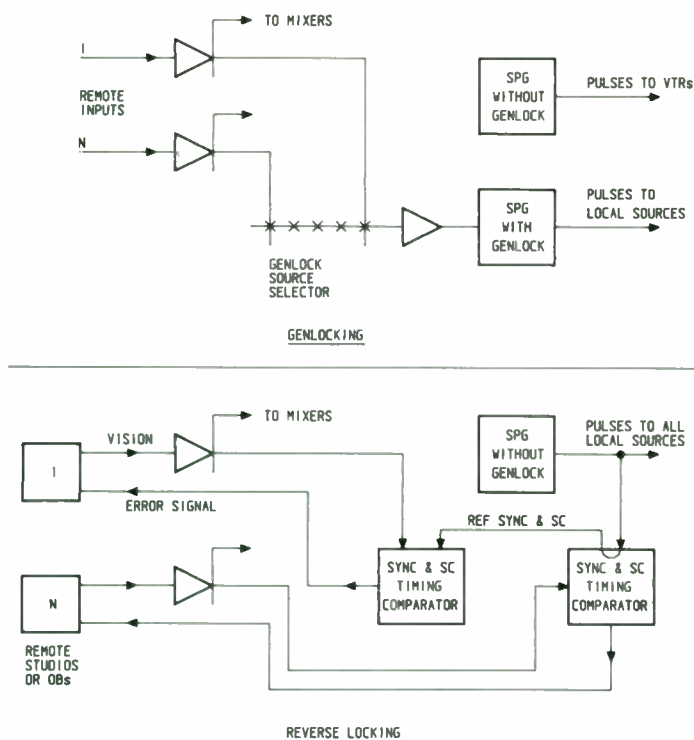 TO MIXERS
I
REMOTE
INPUTS
N
SPG
WITHOUT
GENLOCK
PULSES TO VTRs
SPG
WITH
GENLOCK
PULSES TO
LOCAL SOURCES
GENLOCK
SOURCE
SELECTOR
GENLOCKING
TO MIXERS
VISION
I
ERROR SIGNAL
SPG
WITHOUT
GENLOCK
PULSES TO ALL
LOCAL SOURCES
REF SYNC & SC
SYNC & SC
TIMING
COMPARATOR
SYNC & SC
TIMING
COMPARATOR
N
REMOTE
STUDIOS
OR OBs
REVERSE LOCKING